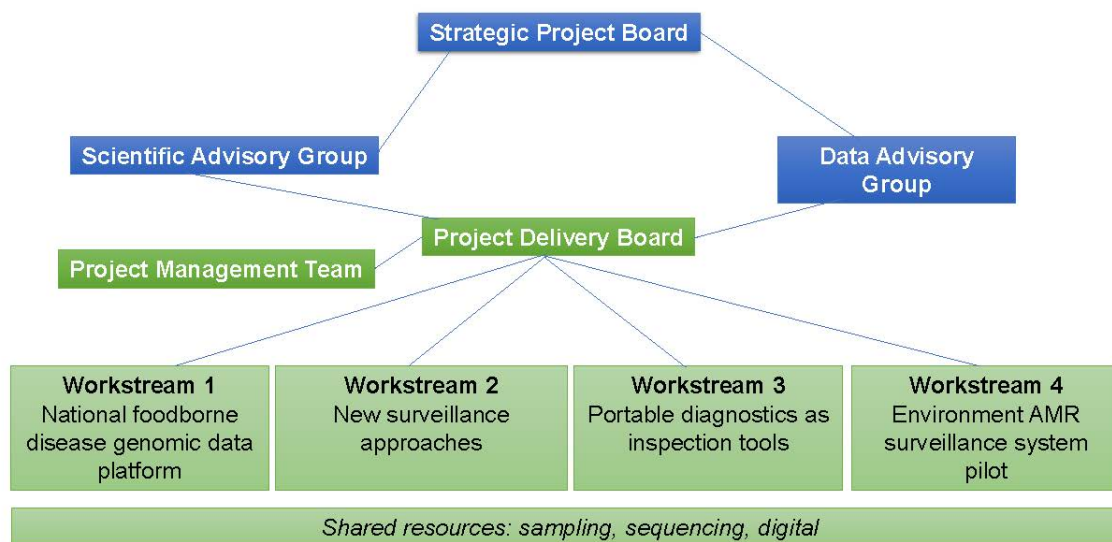 Strategic Project Board
Scientific Advisory Group
Data Advisory
Group
Project Delivery Board
Project Management Team
Workstream 1
National foodborne
disease genomic data
platform
Workstream 2
New surveillance
approaches
Workstream 3
Portable diagnostics as
inspection tools
Workstream 4
Environment AMR
surveillance system
pilot
Shared resources: sampling, sequencing, digital